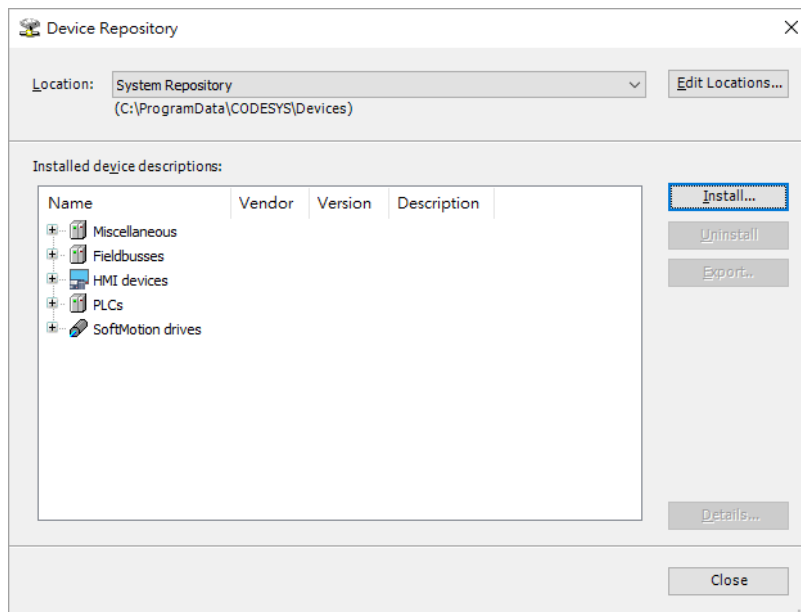 Device Repository
Location: System Repository Edit Locations...
(C:\ProgramData\CODESYS\Devices)
Installed device descriptions:
Name Vendor Version Description
Install...
Miscellaneous
Uninstall
Fieldbusses
Export..
HMI devices
PLCs
SoftMotion drives
Details...
Close